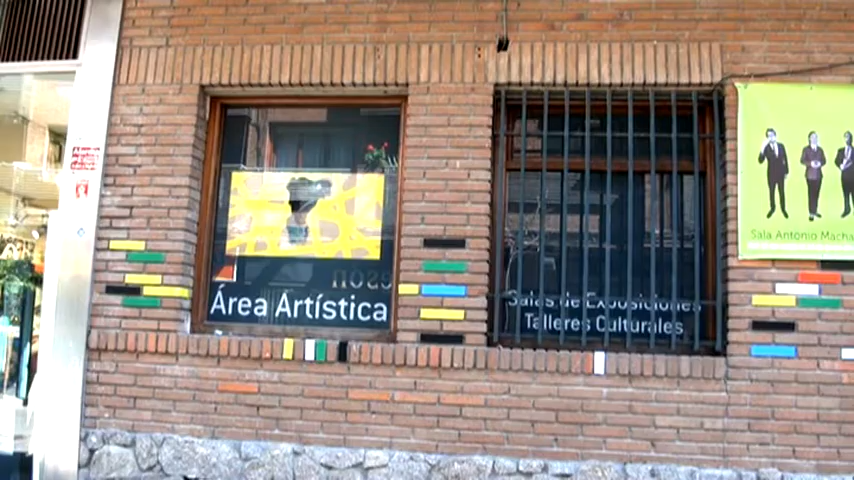 Área Artística
Salas de Exposiciones
Talleres Culturales
Sala Antonio Macha